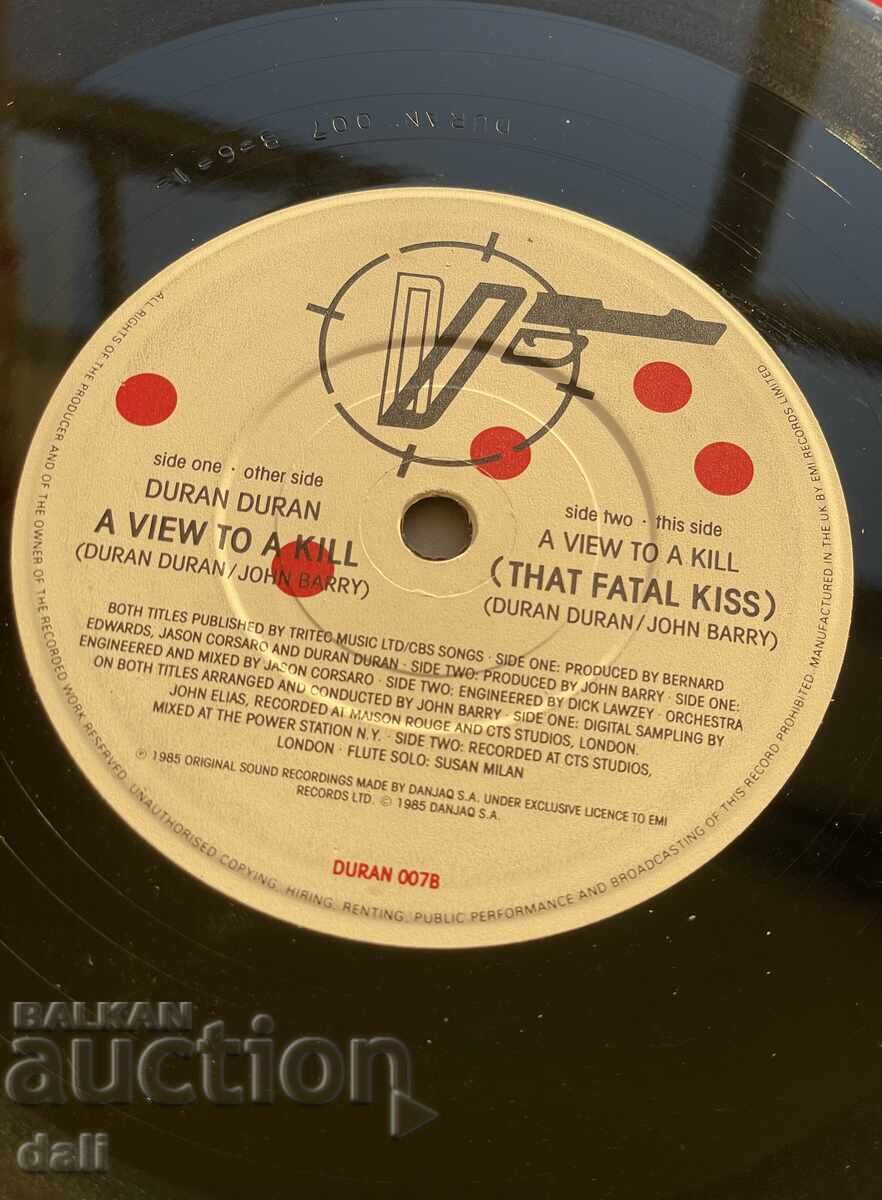 DURAN 007 B-6-1-
side one · other side
DURAN DURAN
A VIEW TO A KILL
(DURAN DURAN/JOHN BARRY)
side two · this side
A VIEW TO A KILL
(THAT FATAL KISS)
(DURAN DURAN/JOHN BARRY)
BOTH TITLES PUBLISHED BY TRITEC MUSIC LTD/CBS SONGS · SIDE ONE: PRODUCED BY BERNARD
EDWARDS, JASON CORSARO AND DURAN DURAN · SIDE TWO: PRODUCED BY JOHN BARRY · SIDE ONE:
ENGINEERED AND MIXED BY JASON CORSARO · SIDE TWO: ENGINEERED BY DICK LAWZEY · ORCHESTRA
ON BOTH TITLES ARRANGED AND CONDUCTED BY JOHN BARRY · SIDE ONE: DIGITAL SAMPLING BY
JOHN ELIAS, RECORDED AT MAISON ROUGE AND CTS STUDIOS, LONDON.
MIXED AT THE POWER STATION N.Y. · SIDE TWO: RECORDED AT CTS STUDIOS,
LONDON · FLUTE SOLO: SUSAN MILAN
℗ 1985 ORIGINAL SOUND RECORDINGS MADE BY DANJAQ S.A. UNDER EXCLUSIVE LICENCE TO EMI
RECORDS LTD. © 1985 DANJAQ S.A.
DURAN 007B
ALL RIGHTS OF THE PRODUCER AND OF THE OWNER OF THE RECORDED WORK RESERVED. UNAUTHORISED COPYING, HIRING, RENTING, PUBLIC PERFORMANCE AND BROADCASTING OF THIS RECORD PROHIBITED. MANUFACTURED IN THE UK BY EMI RECORDS LIMITED
BALKAN
auction
dali